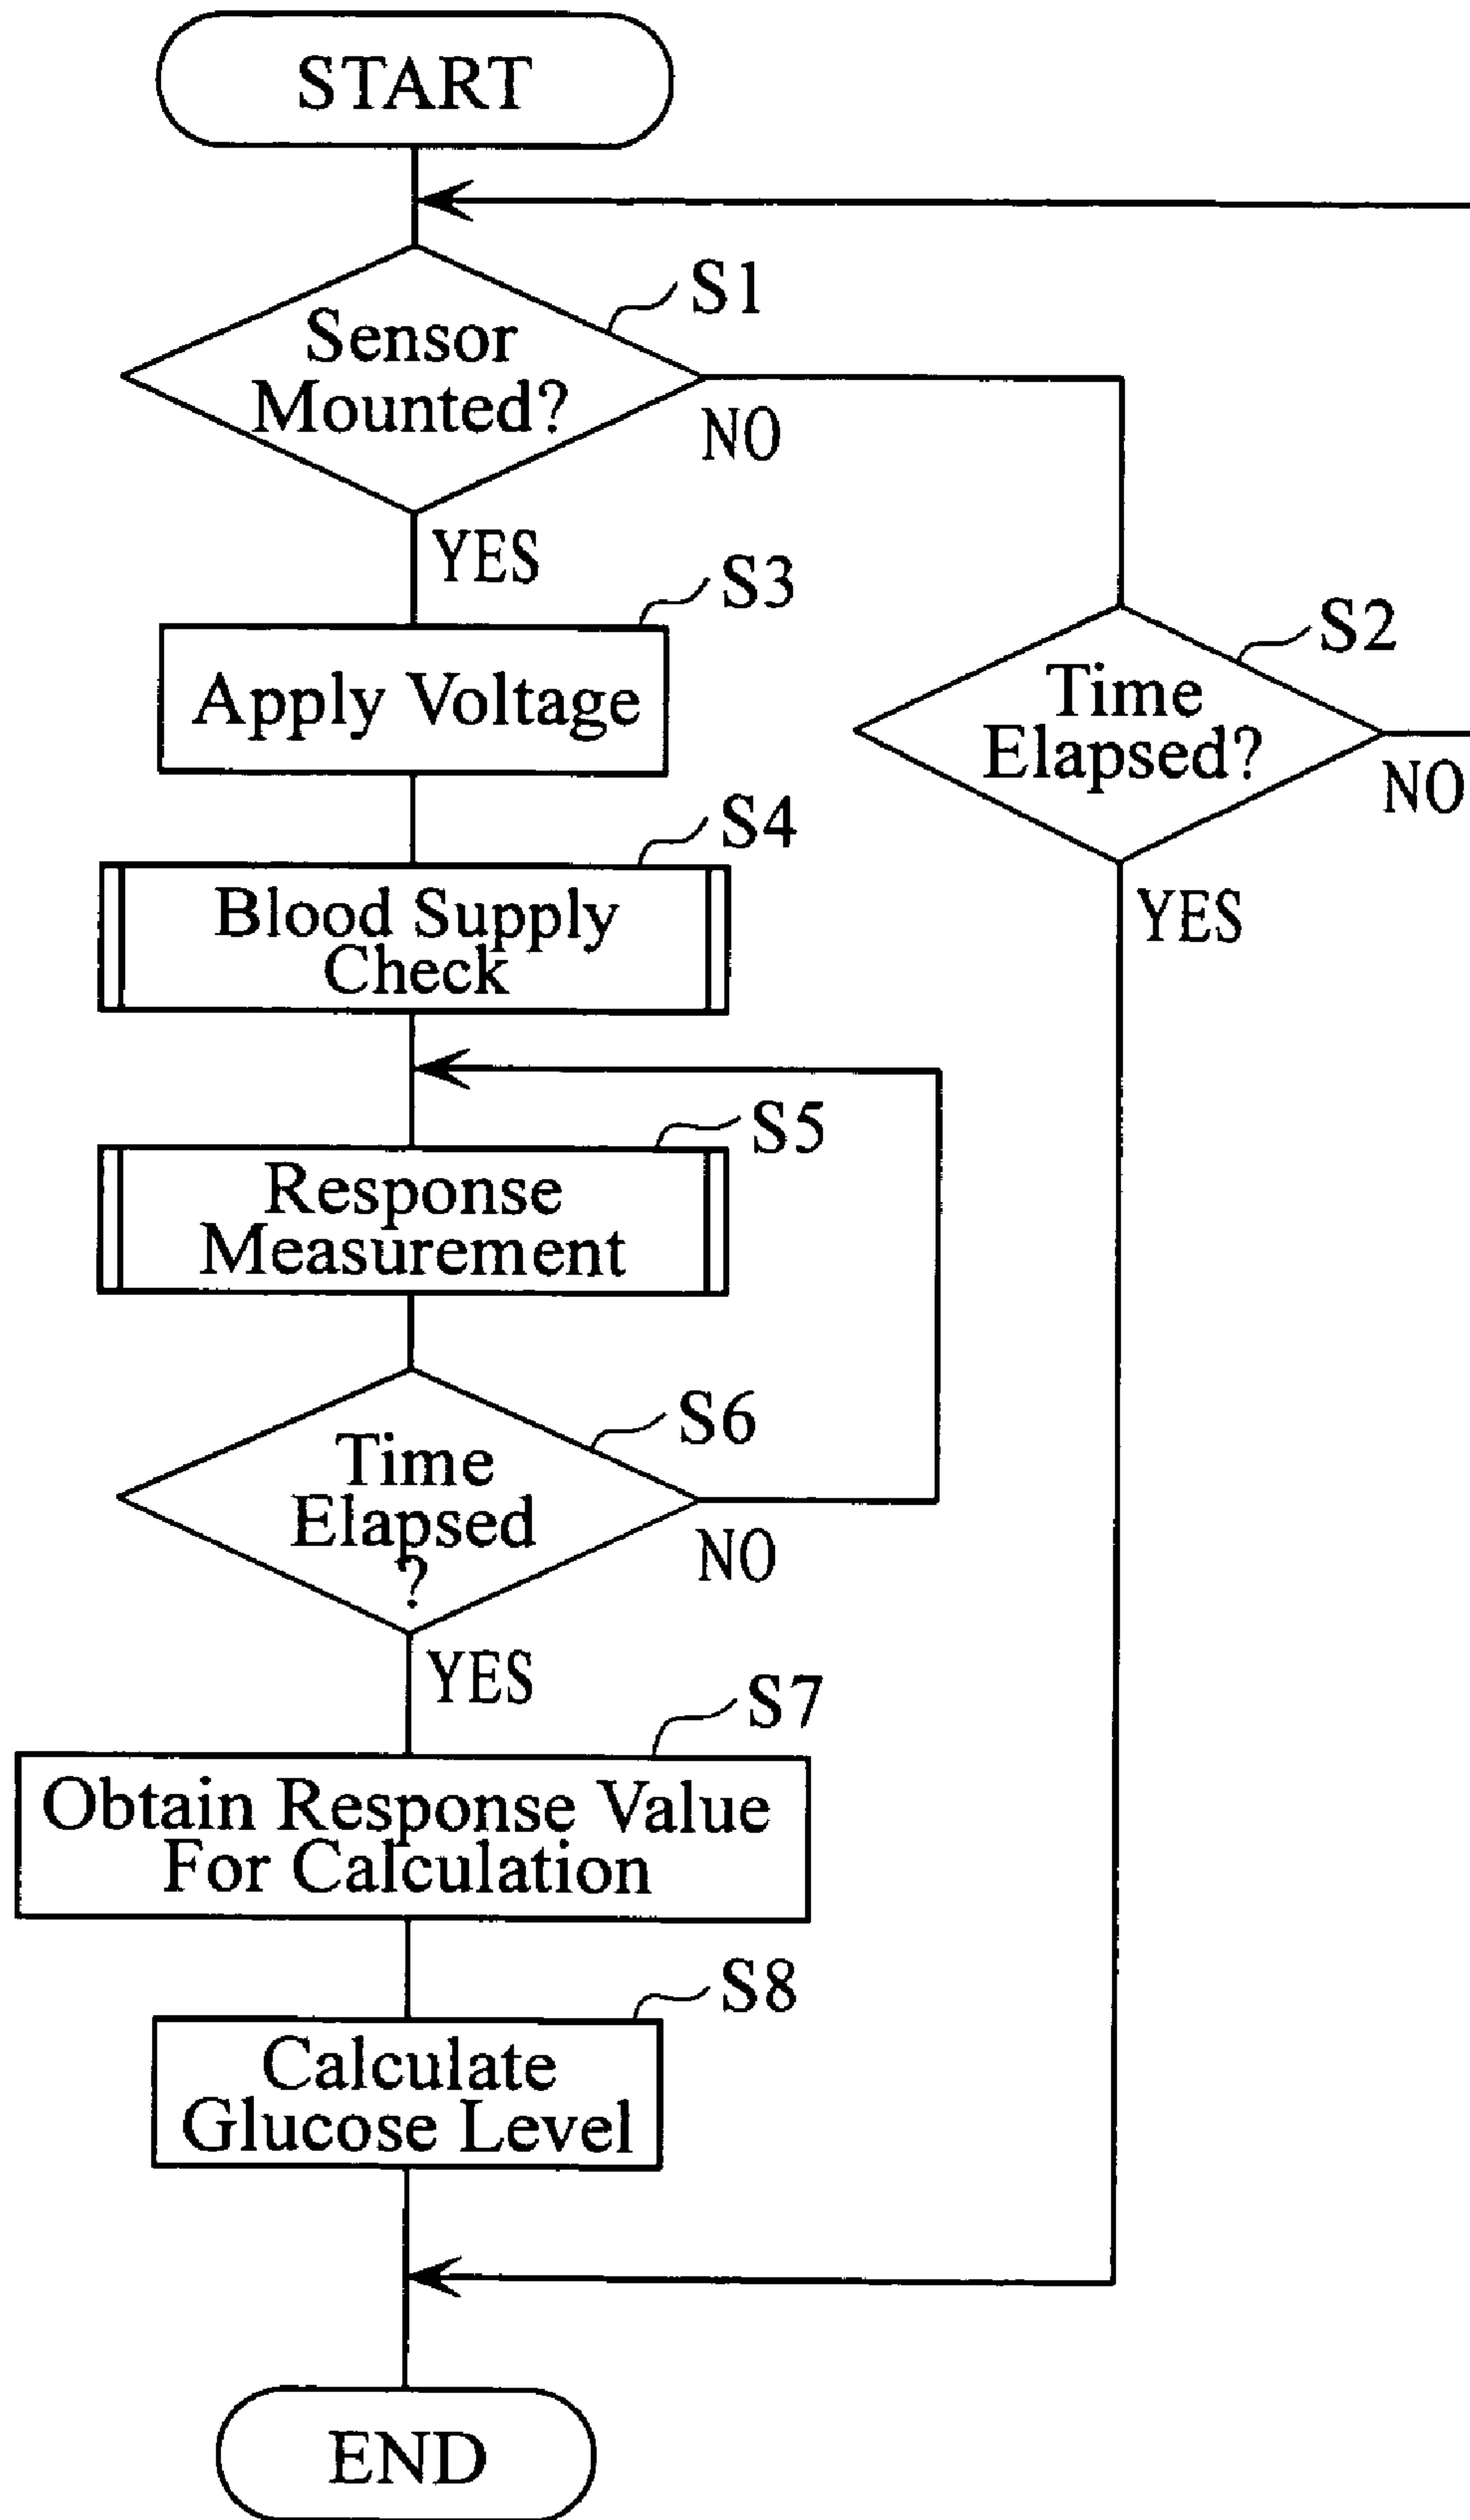 START
S1
Sensor
Mounted?
NO
YES
S3
Apply Voltage
S2
Time
Elapsed?
NO
YES
S4
Blood Supply
Check
S5
Response
Measurement
S6
Time
Elapsed
?
NO
YES
S7
Obtain Response Value
For Calculation
S8
Calculate
Glucose Level
END